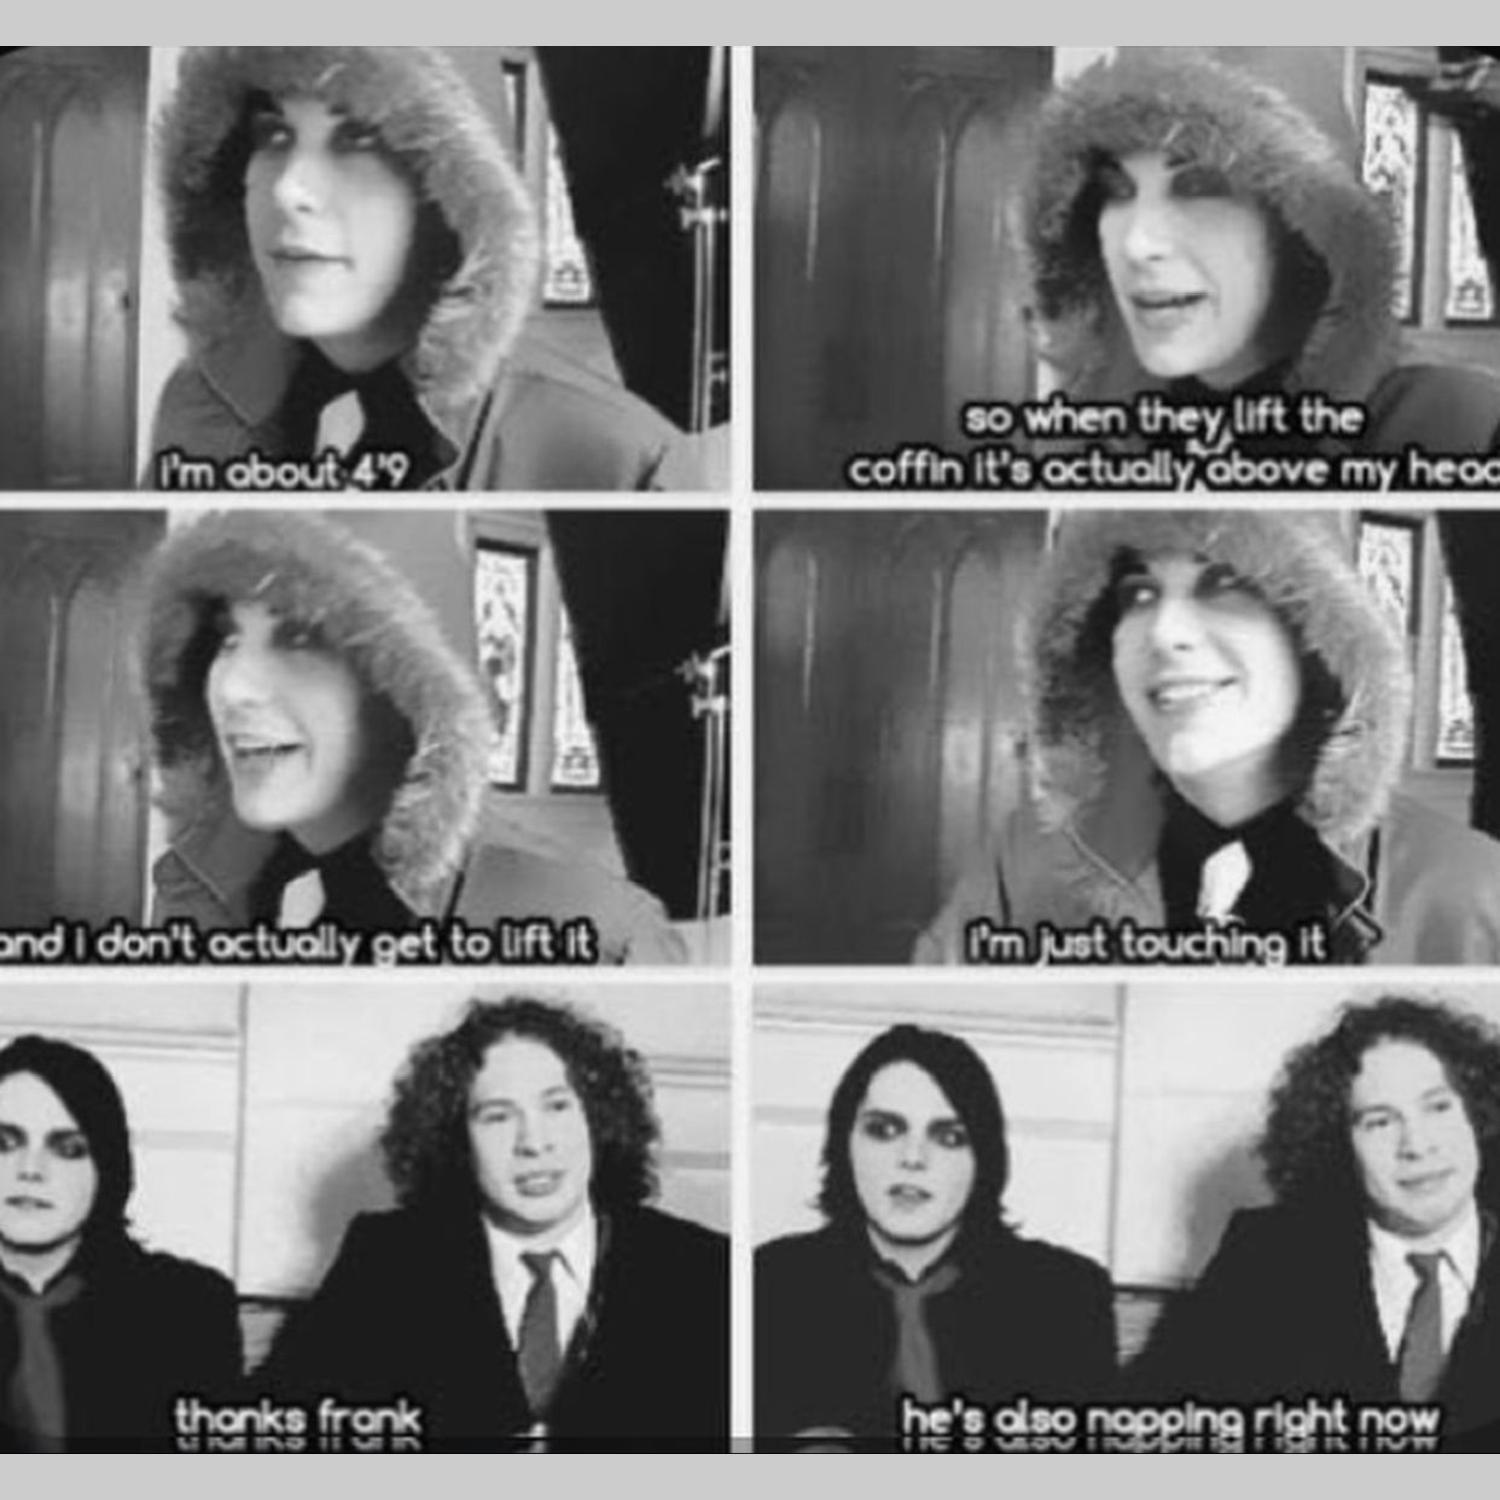 i'm about 4'9
so when they lift the
coffin it's actually above my head
and i don't actually get to lift it
i'm just touching it
thanks frank
he's also napping right now